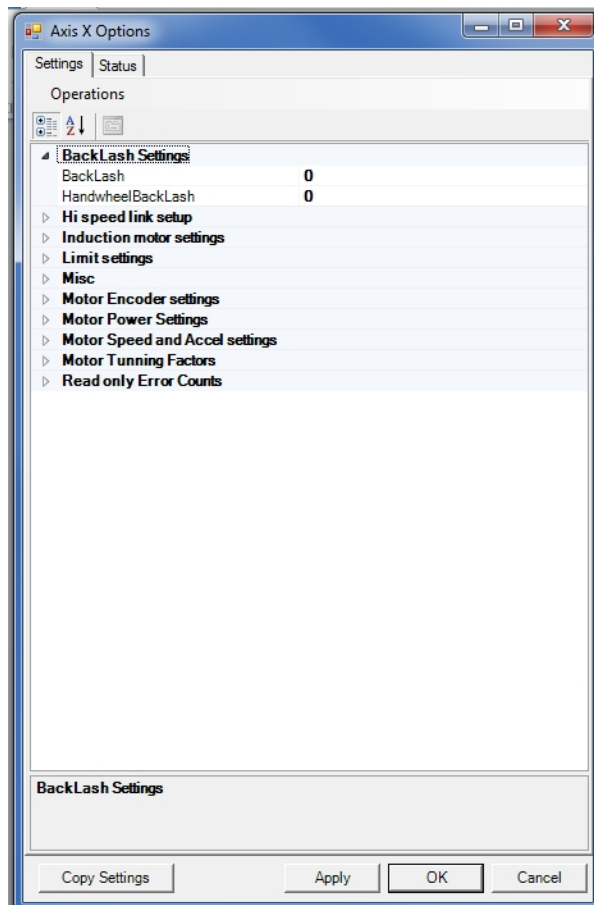 Axis X Options
Settings Status
Operations
BackLash Settings
BackLash 0
HandwheelBackLash 0
Hi speed link setup
Induction motor settings
Limit settings
Misc
Motor Encoder settings
Motor Power Settings
Motor Speed and Accel settings
Motor Tunning Factors
Read only Error Counts
BackLash Settings
Copy Settings Apply OK Cancel